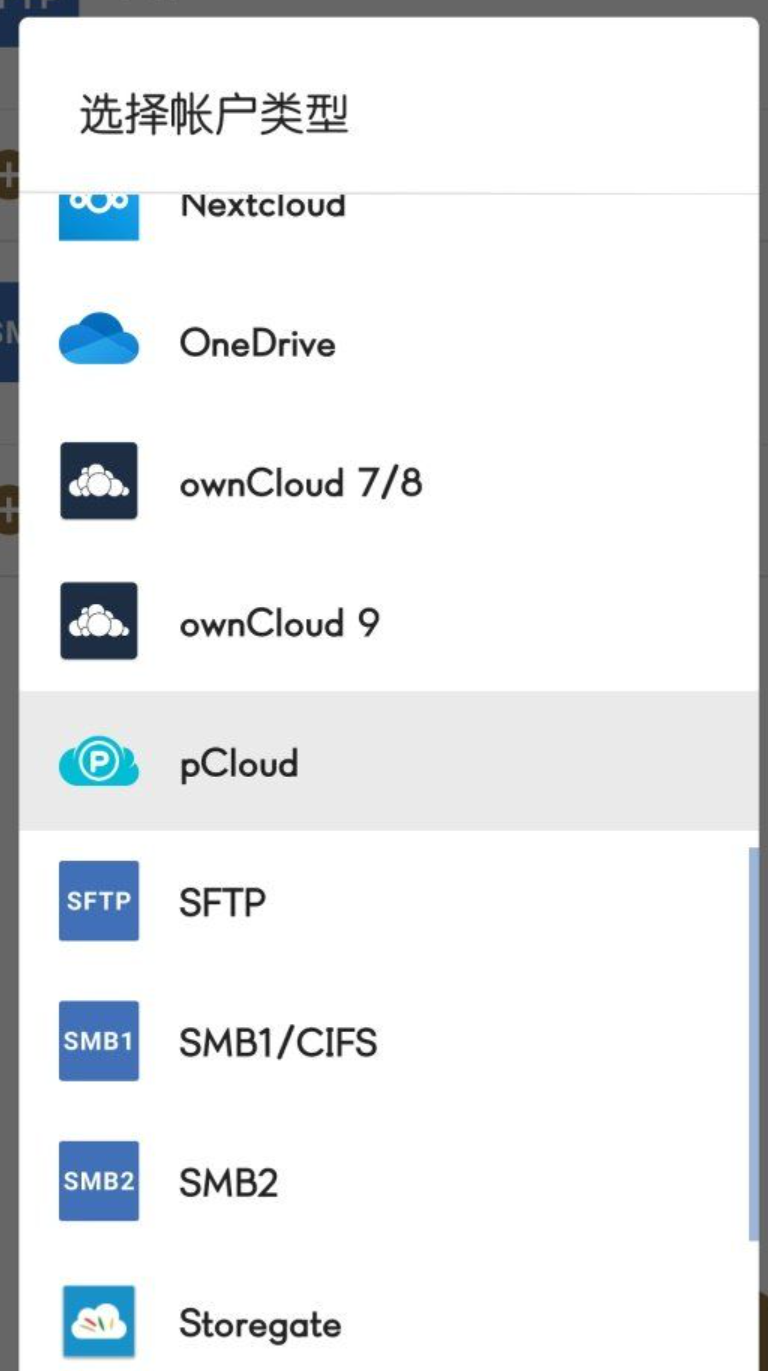 选择帐户类型
Nextcloud
OneDrive
ownCloud 7/8
ownCloud 9
P pCloud
SFTP SFTP
SMB1 SMB1/CIFS
SMB2 SMB2
Storegate